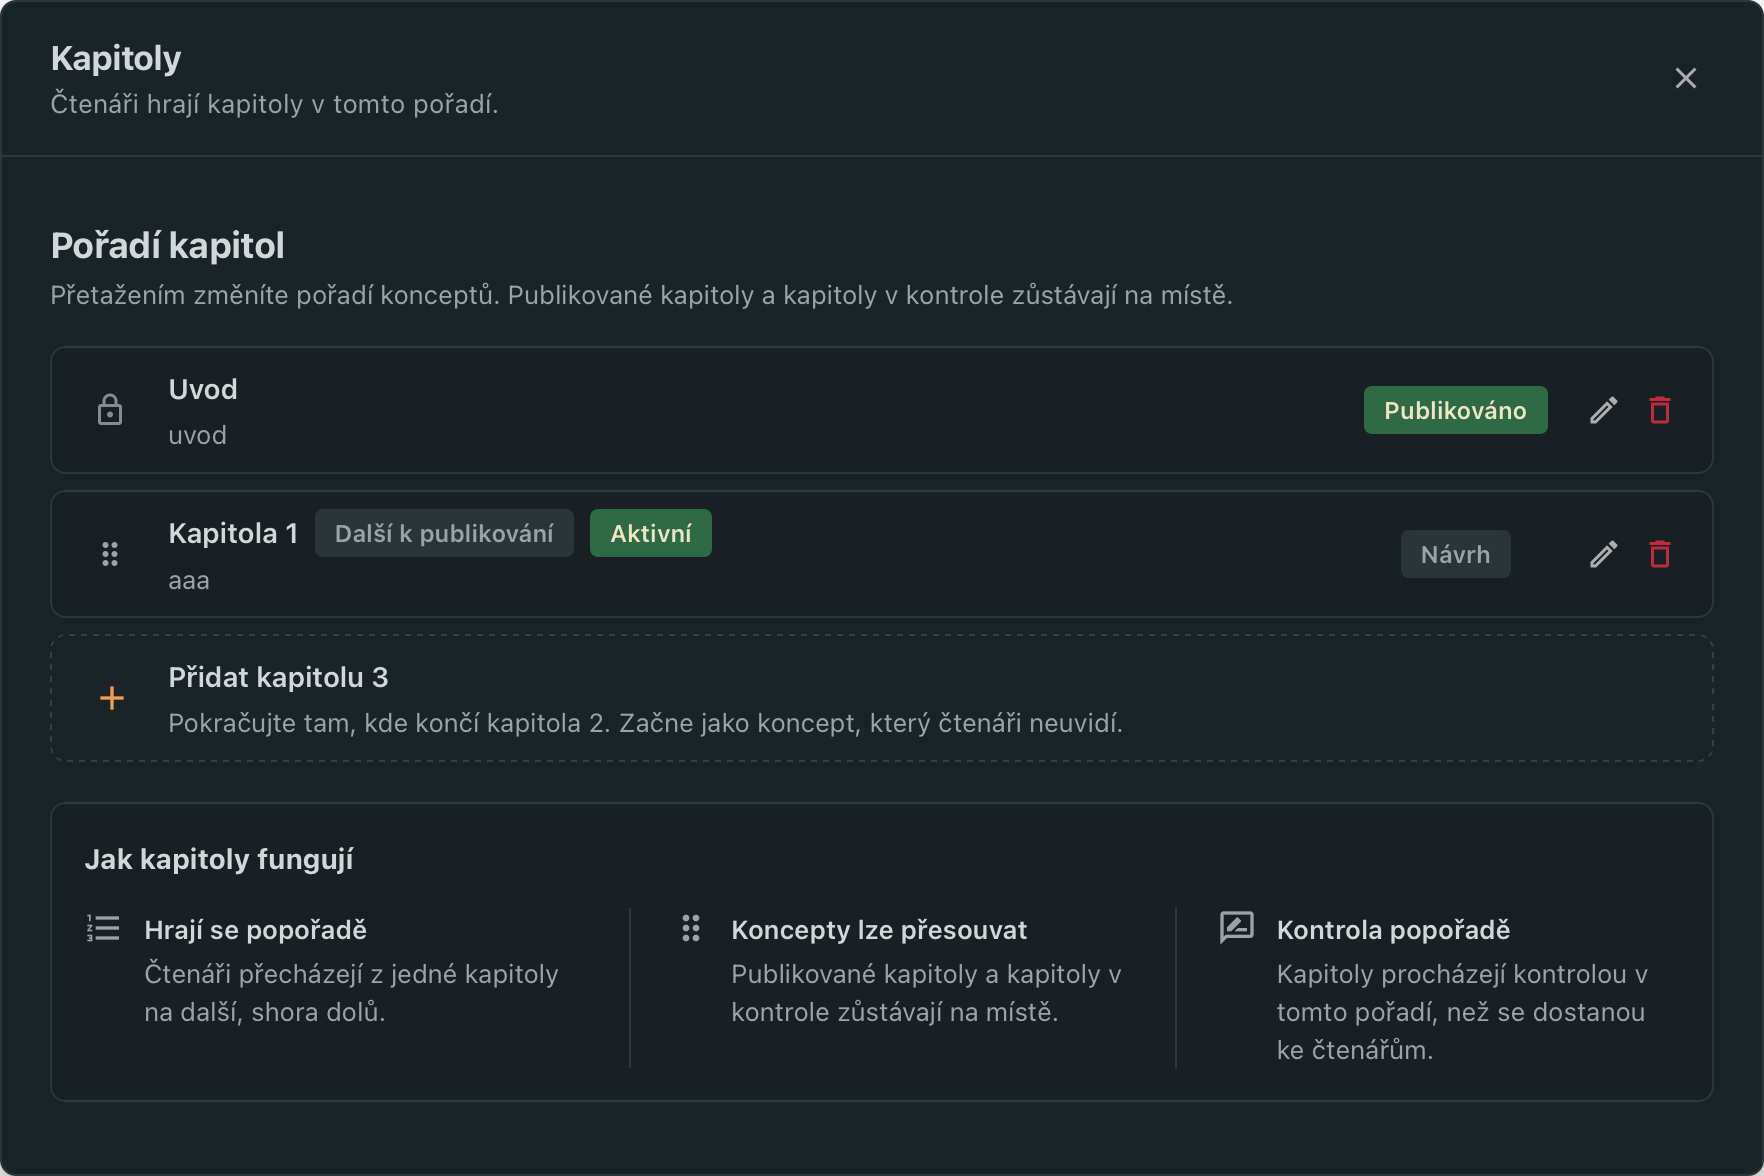 Kapitoly
Čtenáři hrají kapitoly v tomto pořadí.
Pořadí kapitol
Přetažením změníte pořadí konceptů. Publikované kapitoly a kapitoly v kontrole zůstávají na místě.
Uvod
uvod
Publikováno
Kapitola 1
Další k publikování
Aktivní
aaa
Návrh
Přidat kapitolu 3
Pokračujte tam, kde končí kapitola 2. Začne jako koncept, který čtenáři neuvidí.
Jak kapitoly fungují
Hrají se popořadě
Čtenáři přecházejí z jedné kapitoly
na další, shora dolů.
Koncepty lze přesouvat
Publikované kapitoly a kapitoly v
kontrole zůstávají na místě.
Kontrola popořadě
Kapitoly procházejí kontrolou v
tomto pořadí, než se dostanou
ke čtenářům.